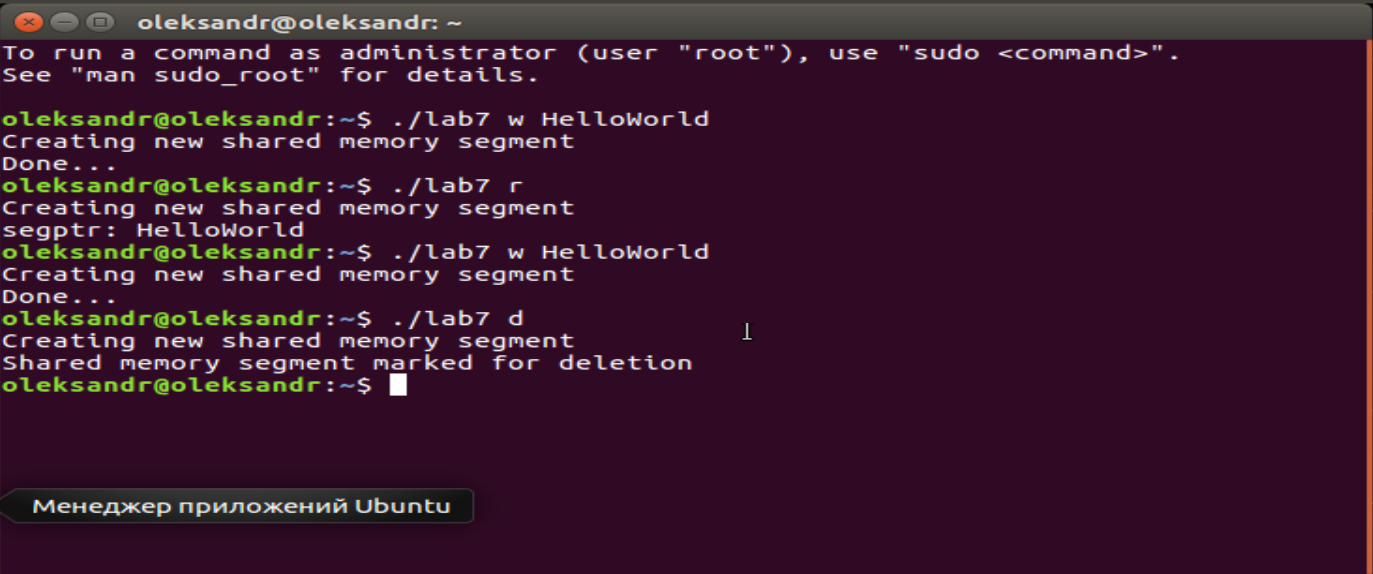 oleksandr@oleksandr: ~
To run a command as administrator (user "root"), use "sudo <command>".
See "man sudo_root" for details.
oleksandr@oleksandr:~$ ./lab7 w HelloWorld
Creating new shared memory segment
Done...
oleksandr@oleksandr:~$ ./lab7 r
Creating new shared memory segment
segptr: HelloWorld
oleksandr@oleksandr:~$ ./lab7 w HelloWorld
Creating new shared memory segment
Done...
oleksandr@oleksandr:~$ ./lab7 d
Creating new shared memory segment
Shared memory segment marked for deletion
oleksandr@oleksandr:~$
Менеджер приложений Ubuntu